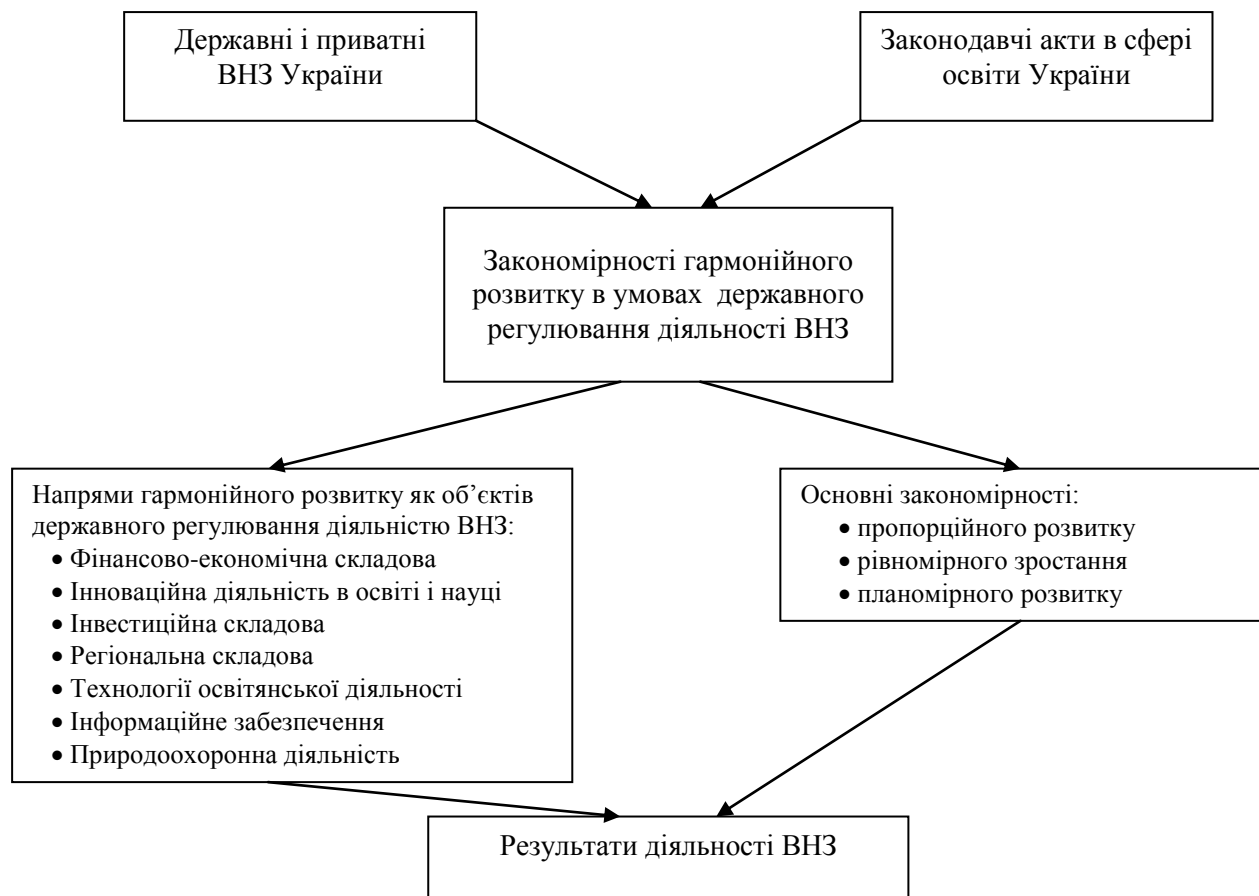 Державні і приватні
ВНЗ України
Законодавчі акти в сфері
освіти України
Закономірності гармонійного
розвитку в умовах державного
регулювання діяльності ВНЗ
Напрями гармонійного розвитку як об’єктів
державного регулювання діяльністю ВНЗ:
• Фінансово-економічна складова
• Інноваційна діяльність в освіті і науці
• Інвестиційна складова
• Регіональна складова
• Технології освітянської діяльності
• Інформаційне забезпечення
• Природоохоронна діяльність
Основні закономірності:
• пропорційного розвитку
• рівномірного зростання
• планомірного розвитку
Результати діяльності ВНЗ